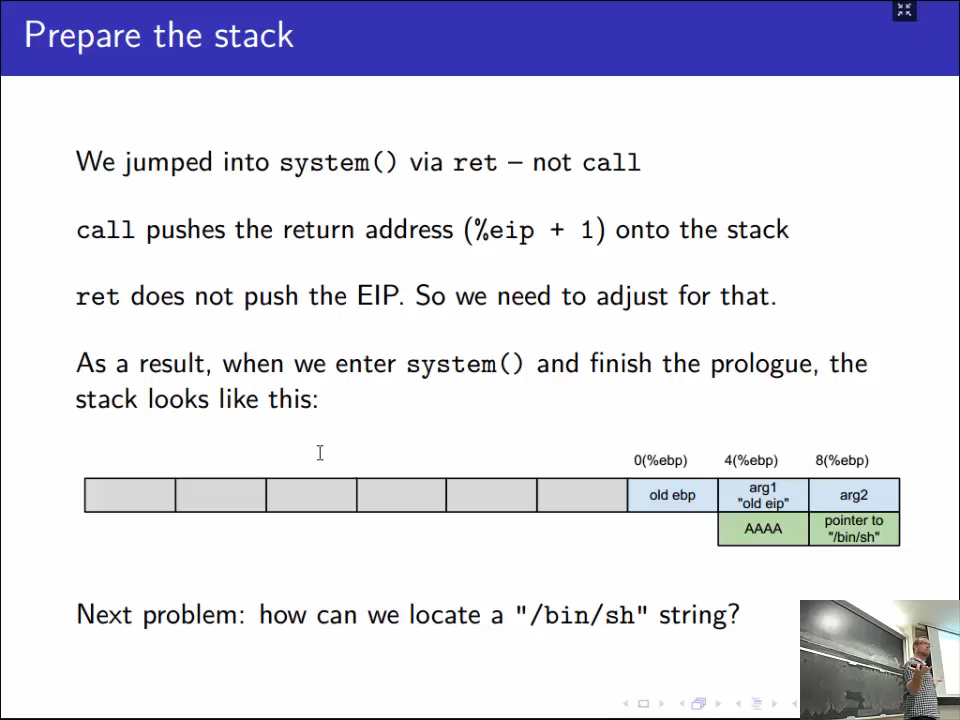 Prepare the stack
We jumped into system() via ret – not call
call pushes the return address (%eip + 1) onto the stack
ret does not push the EIP. So we need to adjust for that.
As a result, when we enter system() and finish the prologue, the
stack looks like this:
0(%ebp) 4(%ebp) 8(%ebp)
old ebp arg1 "old eip" arg2
AAAA pointer to "/bin/sh"
Next problem: how can we locate a "/bin/sh" string?